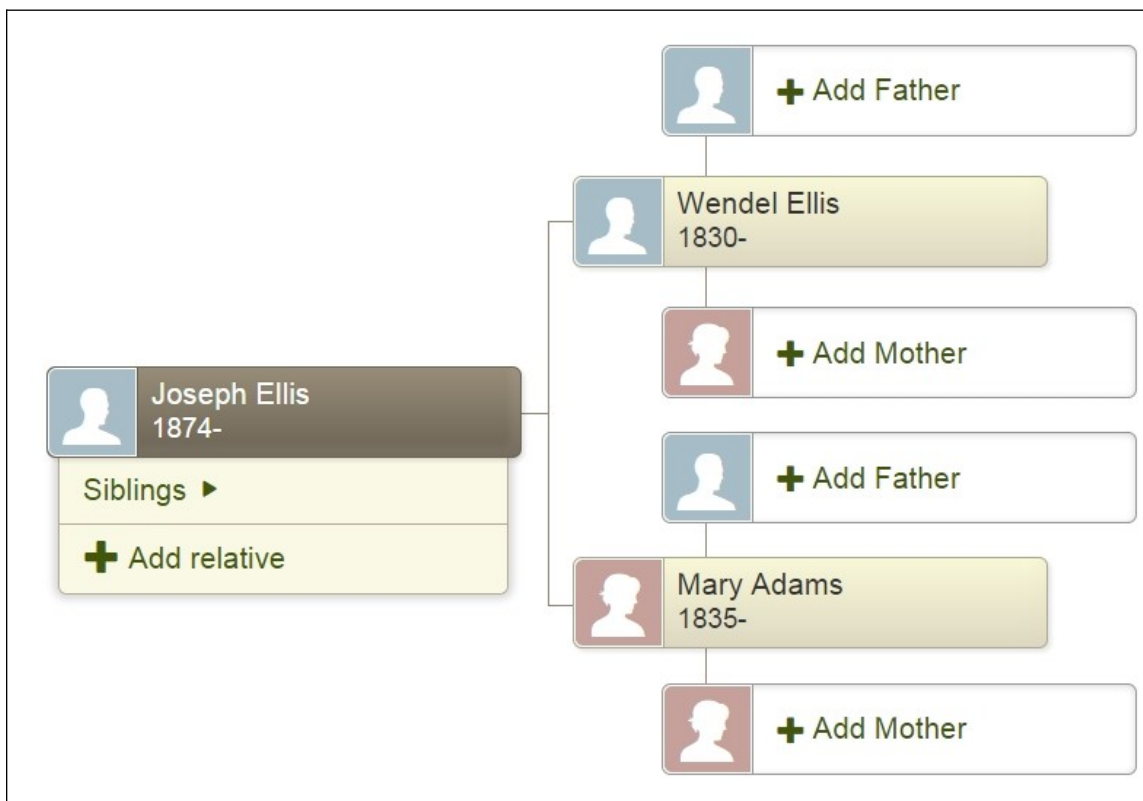 Add Father
Wendel Ellis
1830-
Add Mother
Joseph Ellis
1874-
Siblings
Add relative
Add Father
Mary Adams
1835-
Add Mother